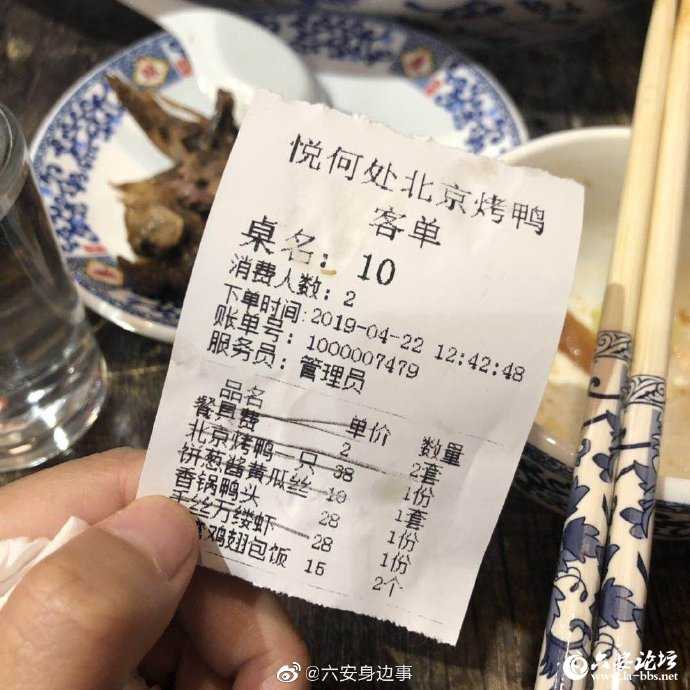 悦何处北京烤鸭
客单
桌名: 10
消费人数: 2
下单时间:2019-04-22 12:42:48
账单号: 1000007479
服务员: 管理员
品名 单价 数量
餐具费 2 2套
北京烤鸭一只 38 1份
饼葱酱黄瓜丝 10 1套
香锅鸭头 28 1份
千丝万缕虾 28 1份
鸡翅包饭 15 2个
@六安身边事
六安论坛
www.la-bbs.net